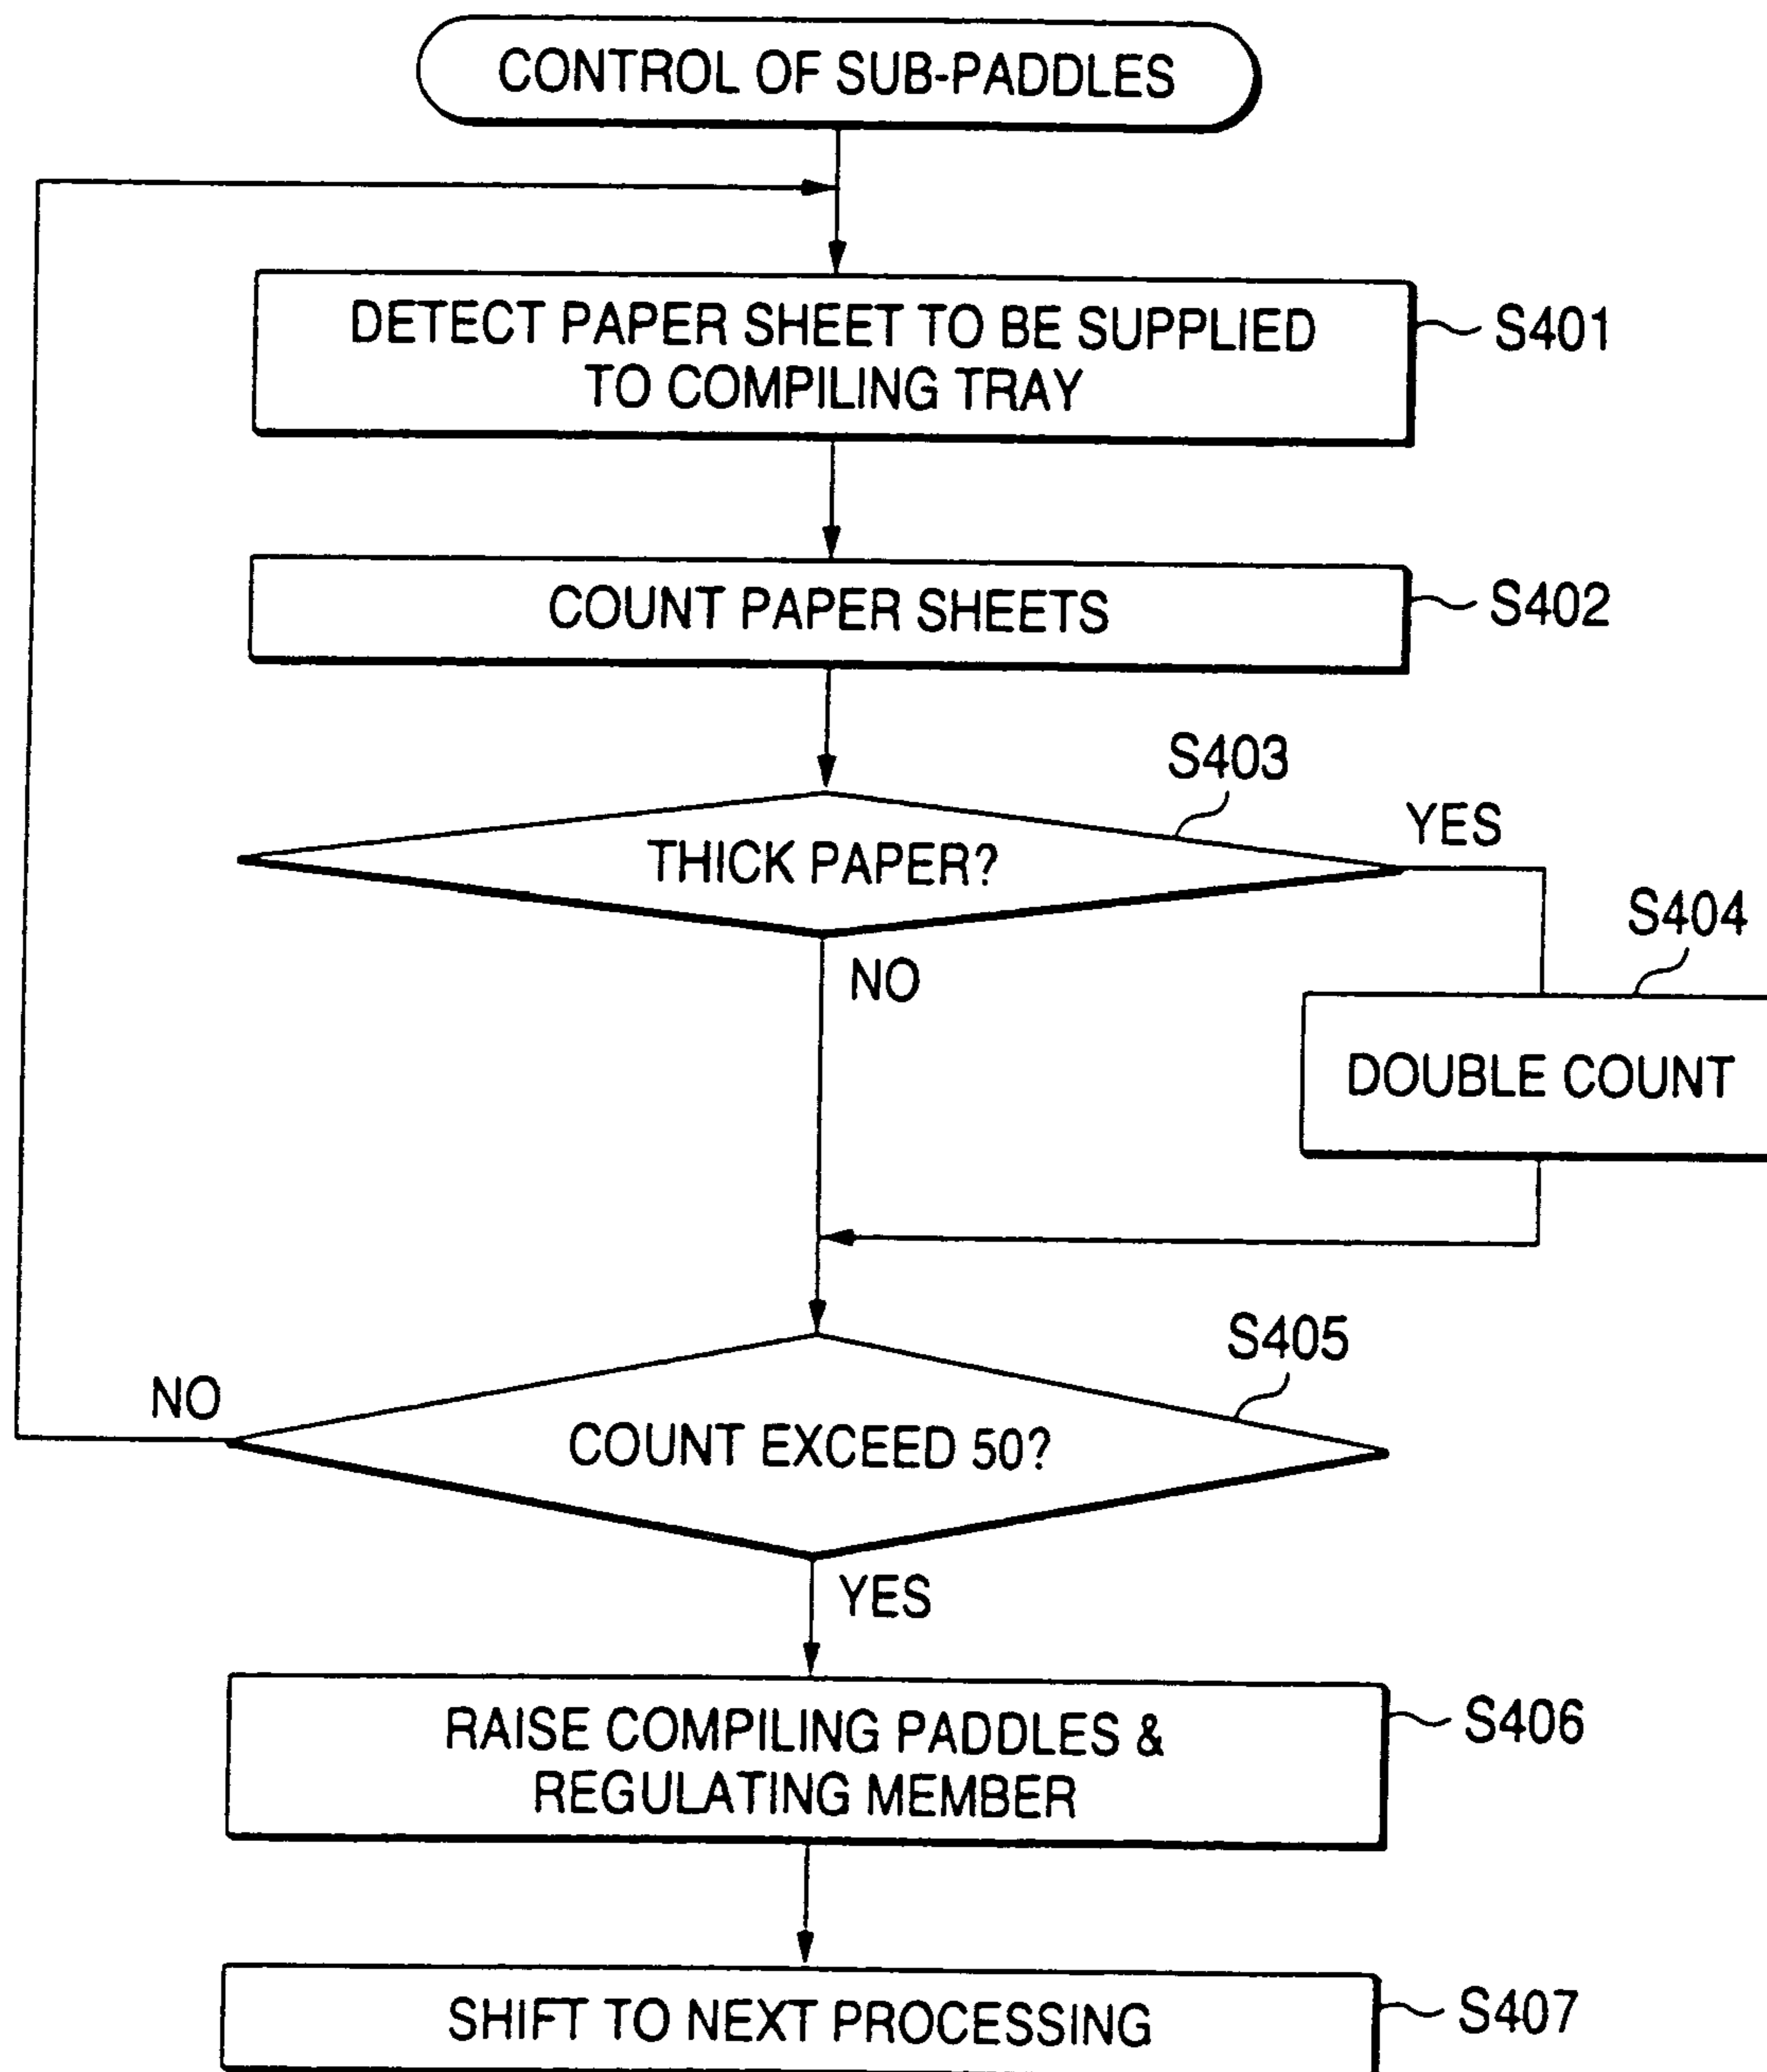 CONTROL OF SUB-PADDLES
DETECT PAPER SHEET TO BE SUPPLIED
TO COMPILING TRAY
S401
COUNT PAPER SHEETS
S402
S403
THICK PAPER?
YES
NO
S404
DOUBLE COUNT
S405
COUNT EXCEED 50?
NO
YES
RAISE COMPILING PADDLES &
REGULATING MEMBER
S406
SHIFT TO NEXT PROCESSING
S407